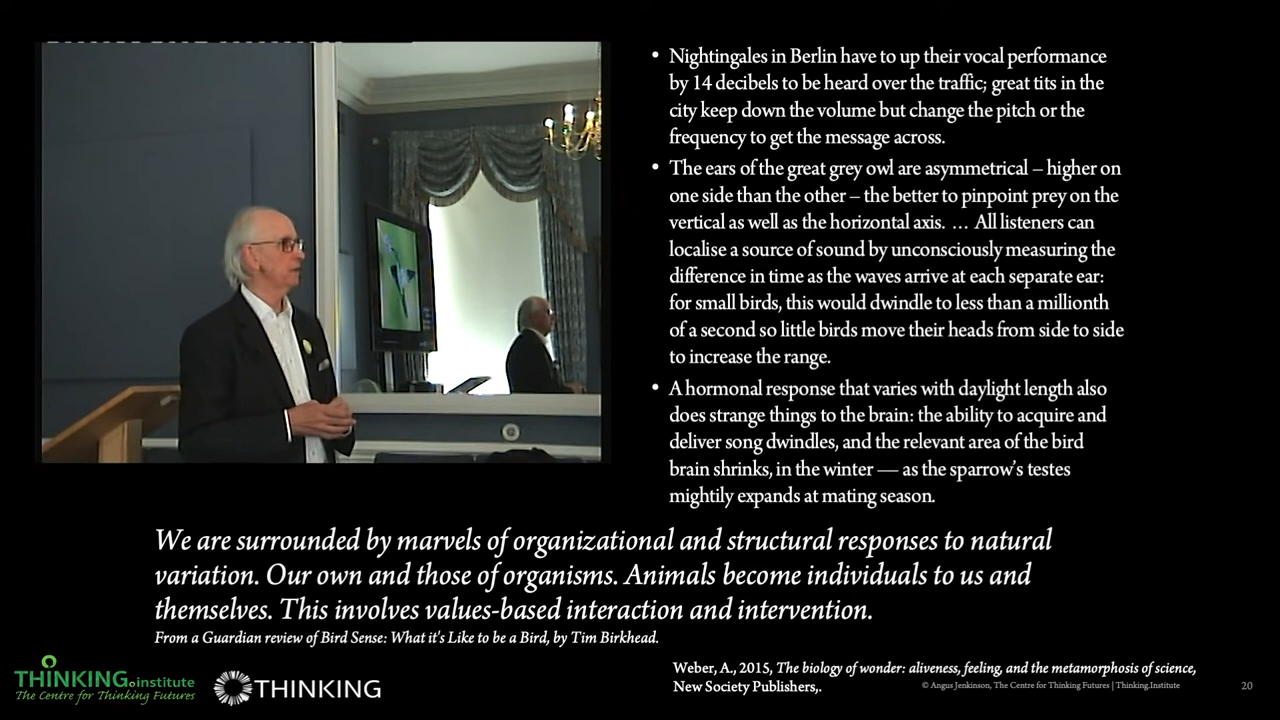 • Nightingales in Berlin have to up their vocal performance
by 14 decibels to be heard over the traffic; great tits in the
city keep down the volume but change the pitch or the
frequency to get the message across.
• The ears of the great grey owl are asymmetrical – higher on
one side than the other – the better to pinpoint prey on the
vertical as well as the horizontal axis. … All listeners can
localise a source of sound by unconsciously measuring the
difference in time as the waves arrive at each separate ear:
for small birds, this would dwindle to less than a millionth
of a second so little birds move their heads from side to side
to increase the range.
• A hormonal response that varies with daylight length also
does strange things to the brain: the ability to acquire and
deliver song dwindles, and the relevant area of the bird
brain shrinks, in the winter — as the sparrow's testes
mightily expands at mating season.
We are surrounded by marvels of organizational and structural responses to natural
variation. Our own and those of organisms. Animals become individuals to us and
themselves. This involves values-based interaction and intervention.
From a Guardian review of Bird Sense: What it's Like to be a Bird, by Tim Birkhead.
THINKING.institute
The Centre for Thinking Futures
THINKING
Weber, A., 2015, The biology of wonder: aliveness, feeling, and the metamorphosis of science,
New Society Publishers,.
© Angus Jenkinson, The Centre for Thinking Futures | Thinking.Institute
20